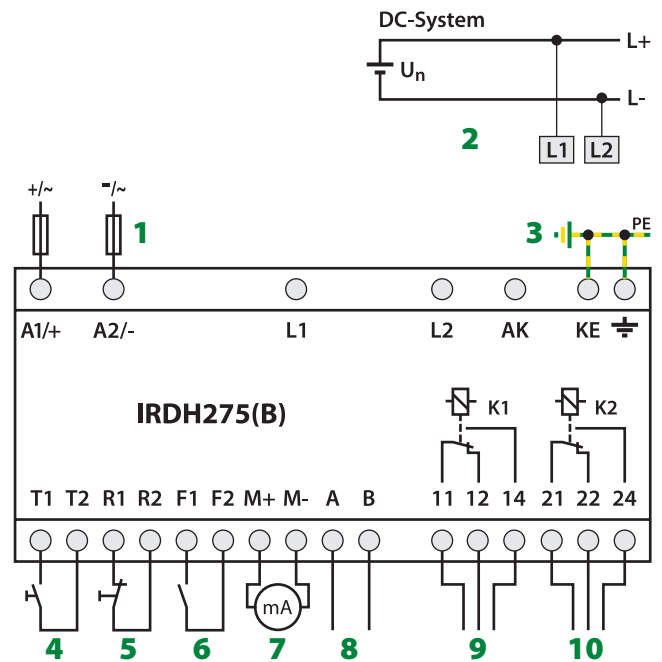 DC-System
L+
Un
L-
2
L1 L2
+/~ -/~
1
3
PE
A1/+ A2/- L1 L2 AK KE
IRDH275(B)
K1 K2
T1 T2 R1 R2 F1 F2 M+ M- A B 11 12 14 21 22 24
mA
4 5 6 7 8 9 10